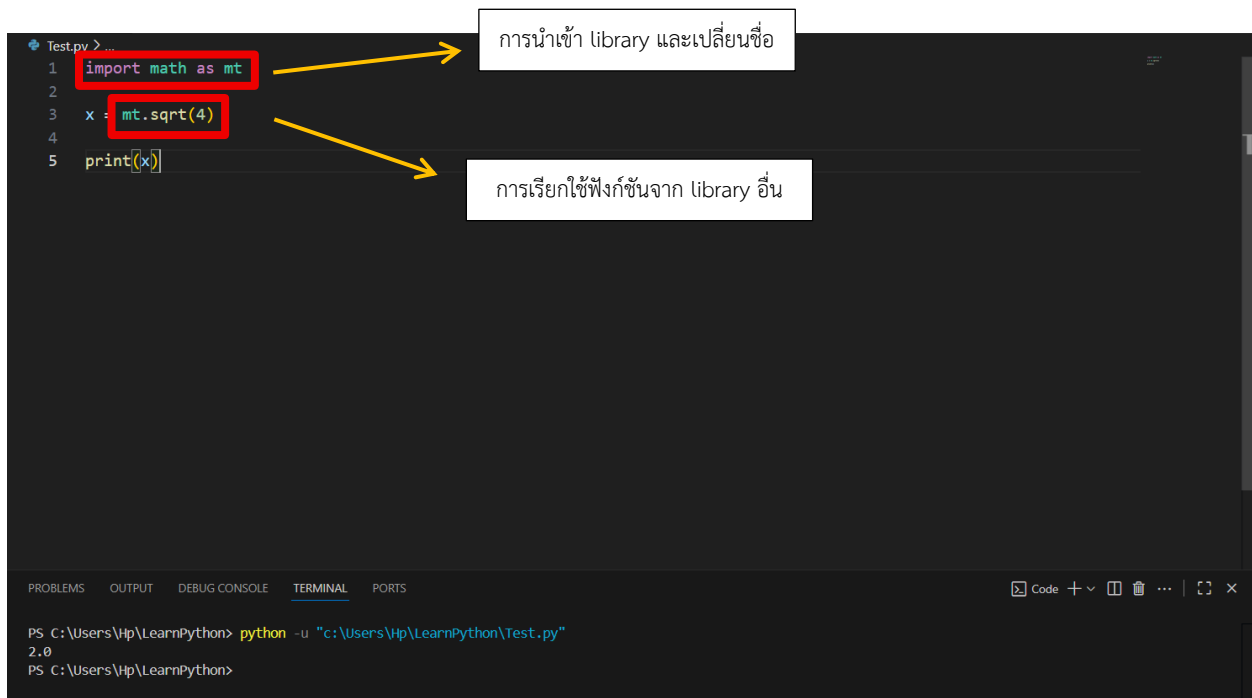 การนำเข้า library และเปลี่ยนชื่อ
Test.py > ...
1 import math as mt
2
3 x = mt.sqrt(4)
4
5 print(x)
การเรียกใช้ฟังก์ชันจาก library อื่น
PROBLEMS OUTPUT DEBUG CONSOLE TERMINAL PORTS Code
PS C:\Users\Hp\LearnPython> python -u "c:\Users\Hp\LearnPython\Test.py"
2.0
PS C:\Users\Hp\LearnPython>